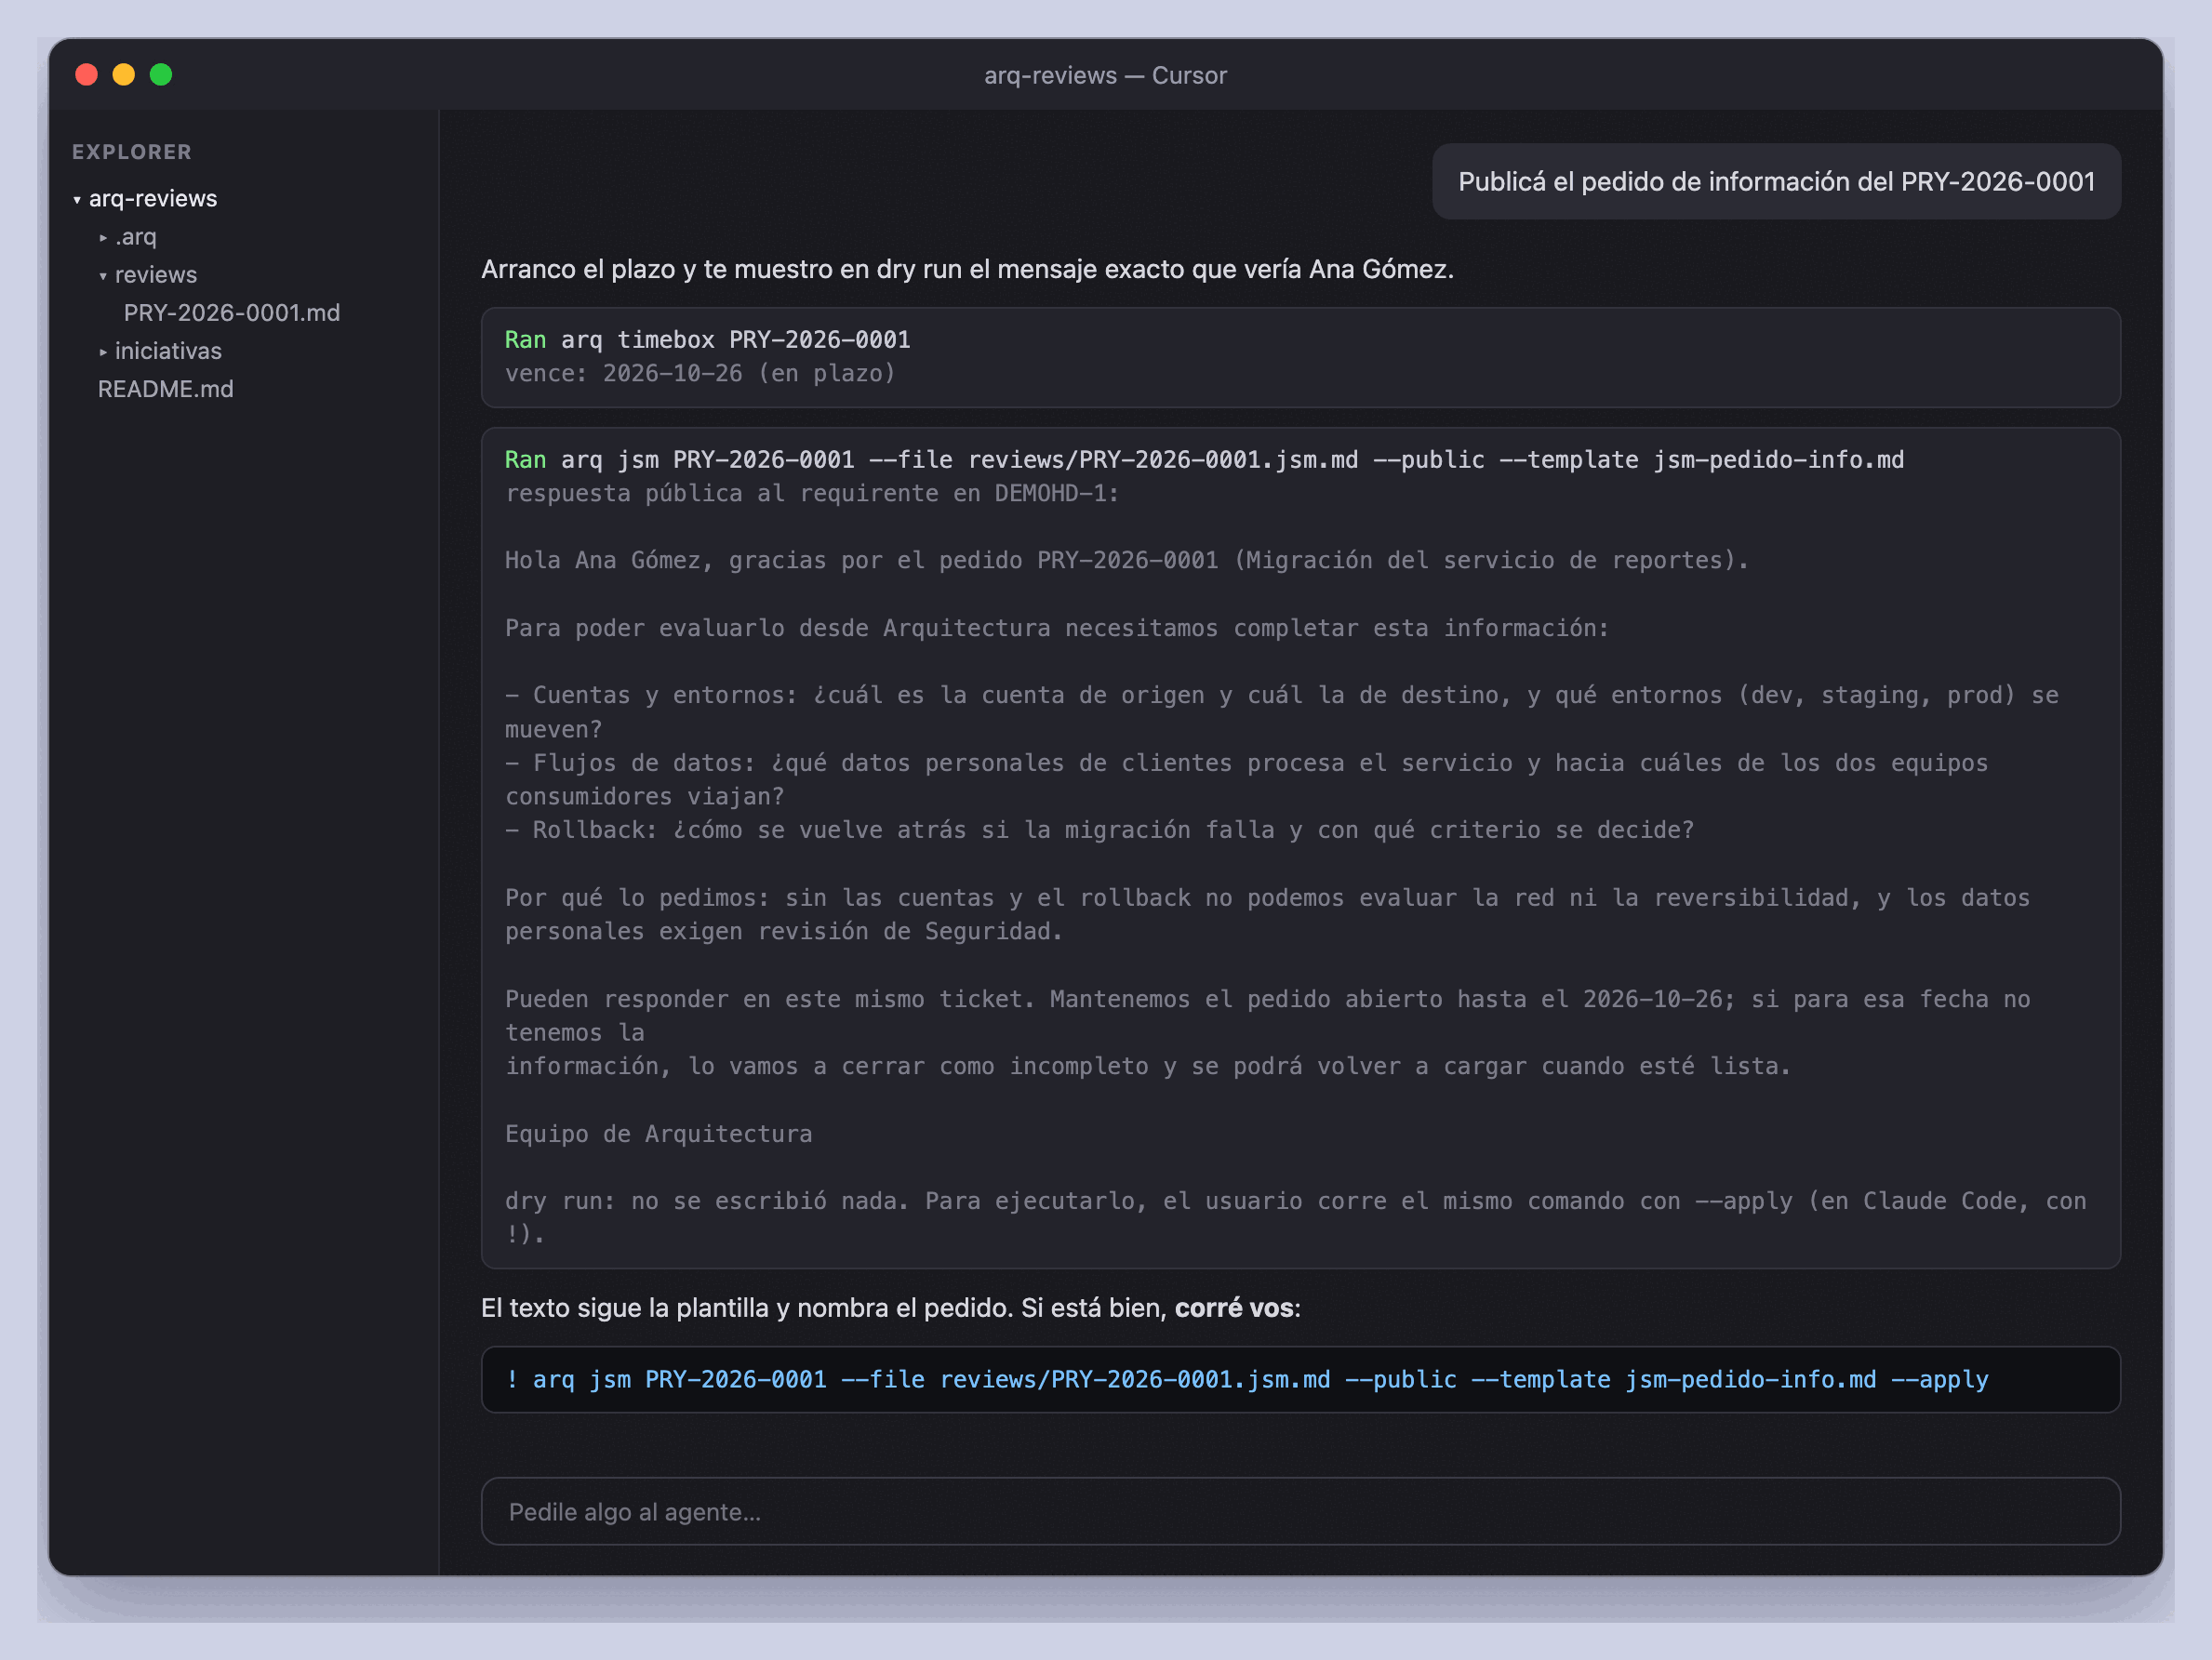 arq-reviews — Cursor
EXPLORER
▾ arq-reviews
▸ .arq
▾ reviews
PRY-2026-0001.md
▸ iniciativas
README.md
Publicá el pedido de información del PRY-2026-0001
Arranco el plazo y te muestro en dry run el mensaje exacto que vería Ana Gómez.
Ran arq timebox PRY-2026-0001
vence: 2026-10-26 (en plazo)
Ran arq jsm PRY-2026-0001 --file reviews/PRY-2026-0001.jsm.md --public --template jsm-pedido-info.md
respuesta pública al requirente en DEMOHD-1:
Hola Ana Gómez, gracias por el pedido PRY-2026-0001 (Migración del servicio de reportes).
Para poder evaluarlo desde Arquitectura necesitamos completar esta información:
- Cuentas y entornos: ¿cuál es la cuenta de origen y cuál la de destino, y qué entornos (dev, staging, prod) se
mueven?
- Flujos de datos: ¿qué datos personales de clientes procesa el servicio y hacia cuáles de los dos equipos
consumidores viajan?
- Rollback: ¿cómo se vuelve atrás si la migración falla y con qué criterio se decide?
Por qué lo pedimos: sin las cuentas y el rollback no podemos evaluar la red ni la reversibilidad, y los datos
personales exigen revisión de Seguridad.
Pueden responder en este mismo ticket. Mantenemos el pedido abierto hasta el 2026-10-26; si para esa fecha no
tenemos la
información, lo vamos a cerrar como incompleto y se podrá volver a cargar cuando esté lista.
Equipo de Arquitectura
dry run: no se escribió nada. Para ejecutarlo, el usuario corre el mismo comando con --apply (en Claude Code, con
!).
El texto sigue la plantilla y nombra el pedido. Si está bien, corré vos:
! arq jsm PRY-2026-0001 --file reviews/PRY-2026-0001.jsm.md --public --template jsm-pedido-info.md --apply
Pedile algo al agente…